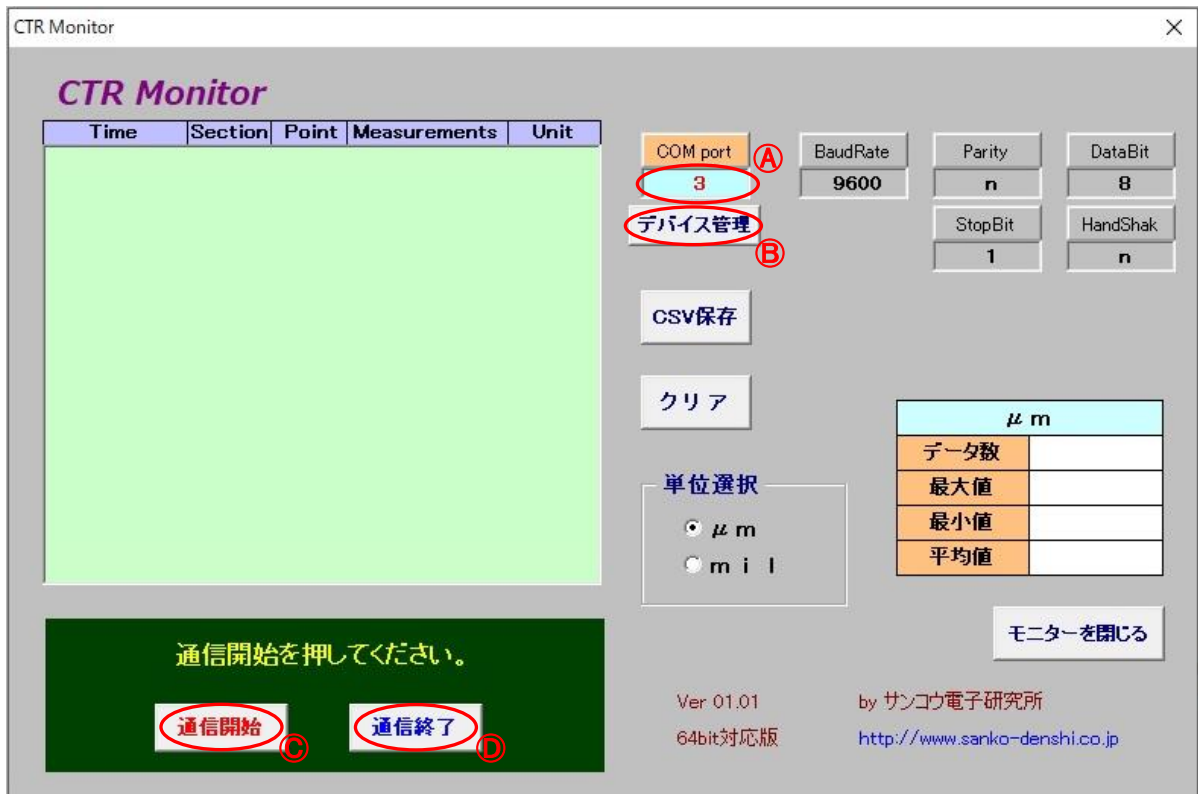 CTR Monitor
CTR Monitor
Time Section Point Measurements Unit
COM port Ⓐ BaudRate Parity DataBit
3 9600 n 8
デバイス管理 Ⓑ StopBit HandShak
1 n
CSV保存
クリア
μm
データ数
単位選択 最大値
μm 最小値
mil 平均値
モニターを閉じる
通信開始を押してください。
通信開始 Ⓒ 通信終了 Ⓓ
Ver 01.01 by サンコウ電子研究所
64bit対応版 http://www.sanko-denshi.co.jp